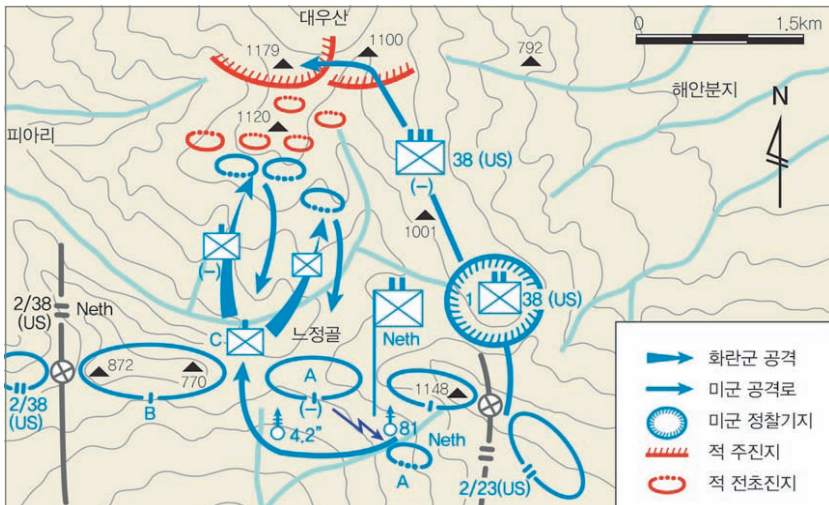 대우산
0 1.5km
1179
1100
792
해안분지
N
1120
피아리
38 (US)
(−)
(−)
1001
2/38
(US)
Neth
C
느정골
Neth
1
38 (US)
872
770
A
(−)
1148
B
2/38
(US)
4.2"
81
Neth
A
2/23(US)
화란군 공격
미군 공격로
미군 정찰기지
적 주진지
적 전초진지